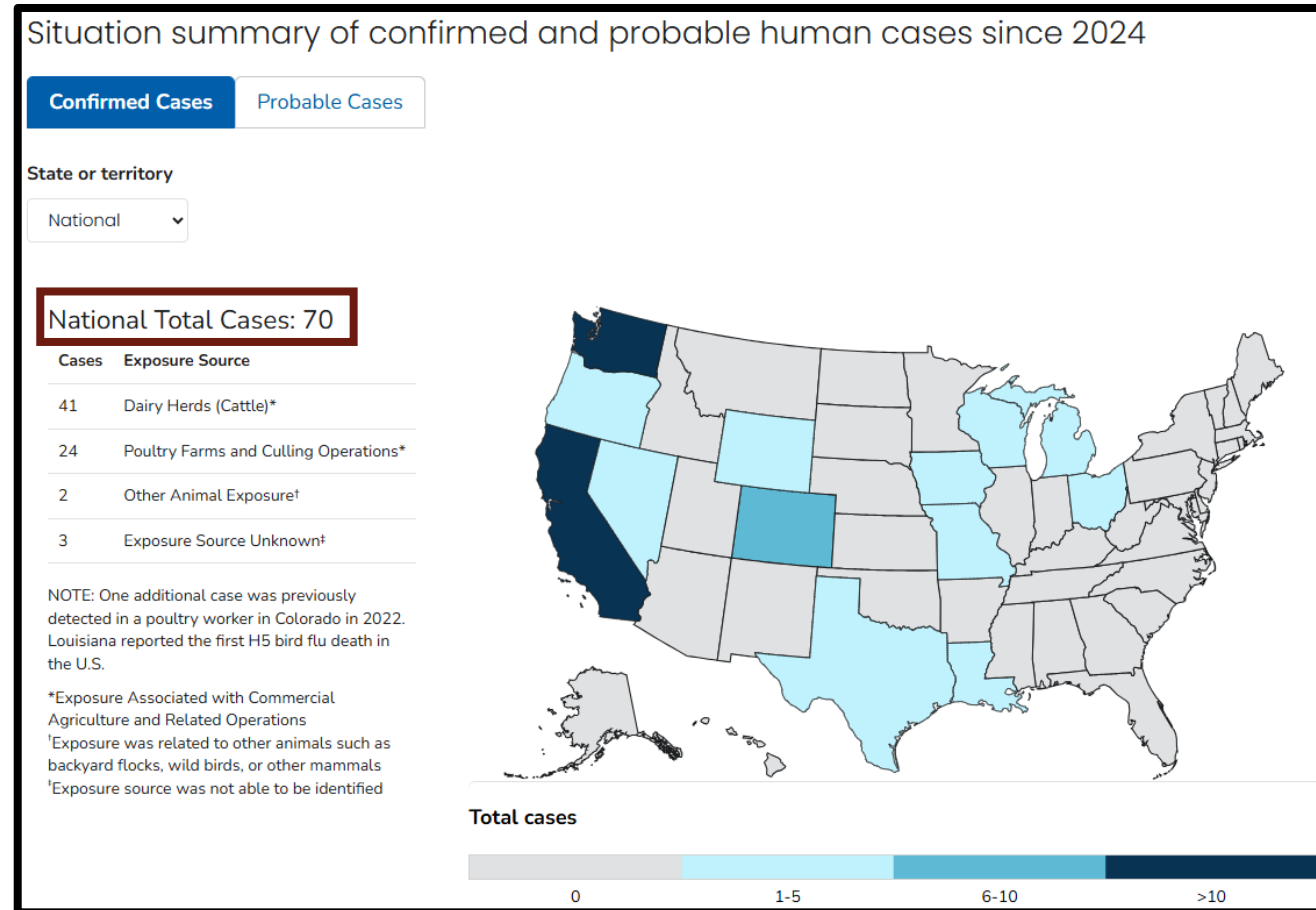 Situation summary of confirmed and probable human cases since 2024
Confirmed Cases
Probable Cases
State or territory
National
National Total Cases: 70
Cases Exposure Source
41 Dairy Herds (Cattle)*
24 Poultry Farms and Culling Operations*
2 Other Animal Exposure†
3 Exposure Source Unknown‡
NOTE: One additional case was previously
detected in a poultry worker in Colorado in 2022.
Louisiana reported the first H5 bird flu death in
the U.S.
*Exposure Associated with Commercial
Agriculture and Related Operations
†Exposure was related to other animals such as
backyard flocks, wild birds, or other mammals
‡Exposure source was not able to be identified
Total cases
0 1-5 6-10 >10